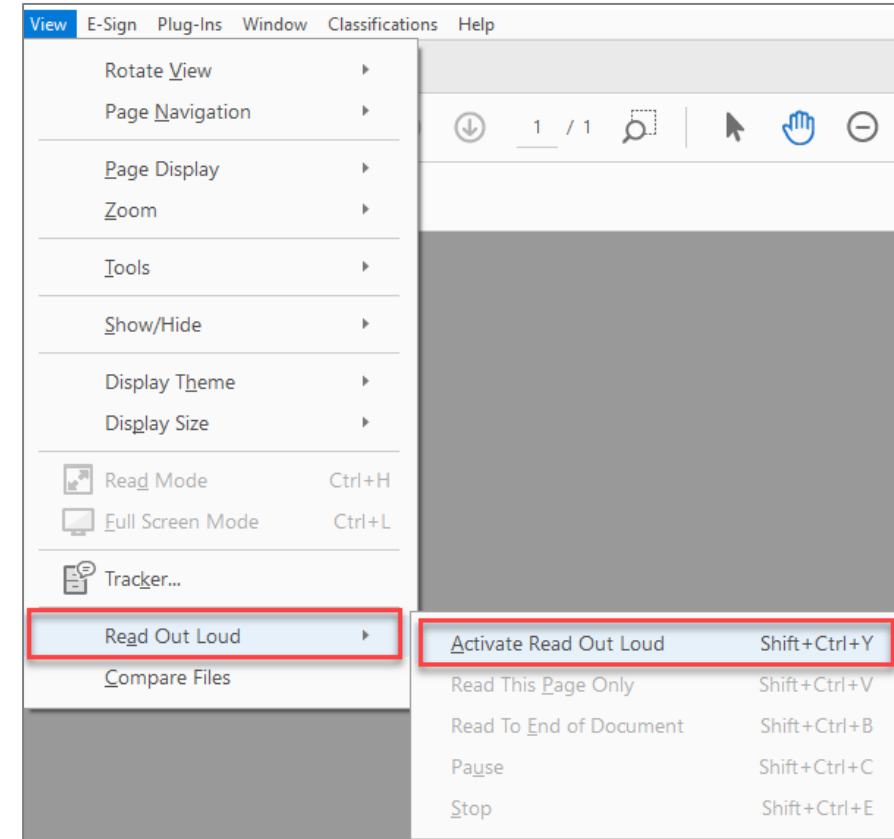 View E-Sign Plug-Ins Window Classifications Help
Rotate View
Page Navigation
1 / 1
Page Display
Zoom
Tools
Show/Hide
Display Theme
Display Size
Read Mode Ctrl+H
Full Screen Mode Ctrl+L
Tracker...
Read Out Loud
Activate Read Out Loud Shift+Ctrl+Y
Compare Files
Read This Page Only Shift+Ctrl+V
Read To End of Document Shift+Ctrl+B
Pause Shift+Ctrl+C
Stop Shift+Ctrl+E